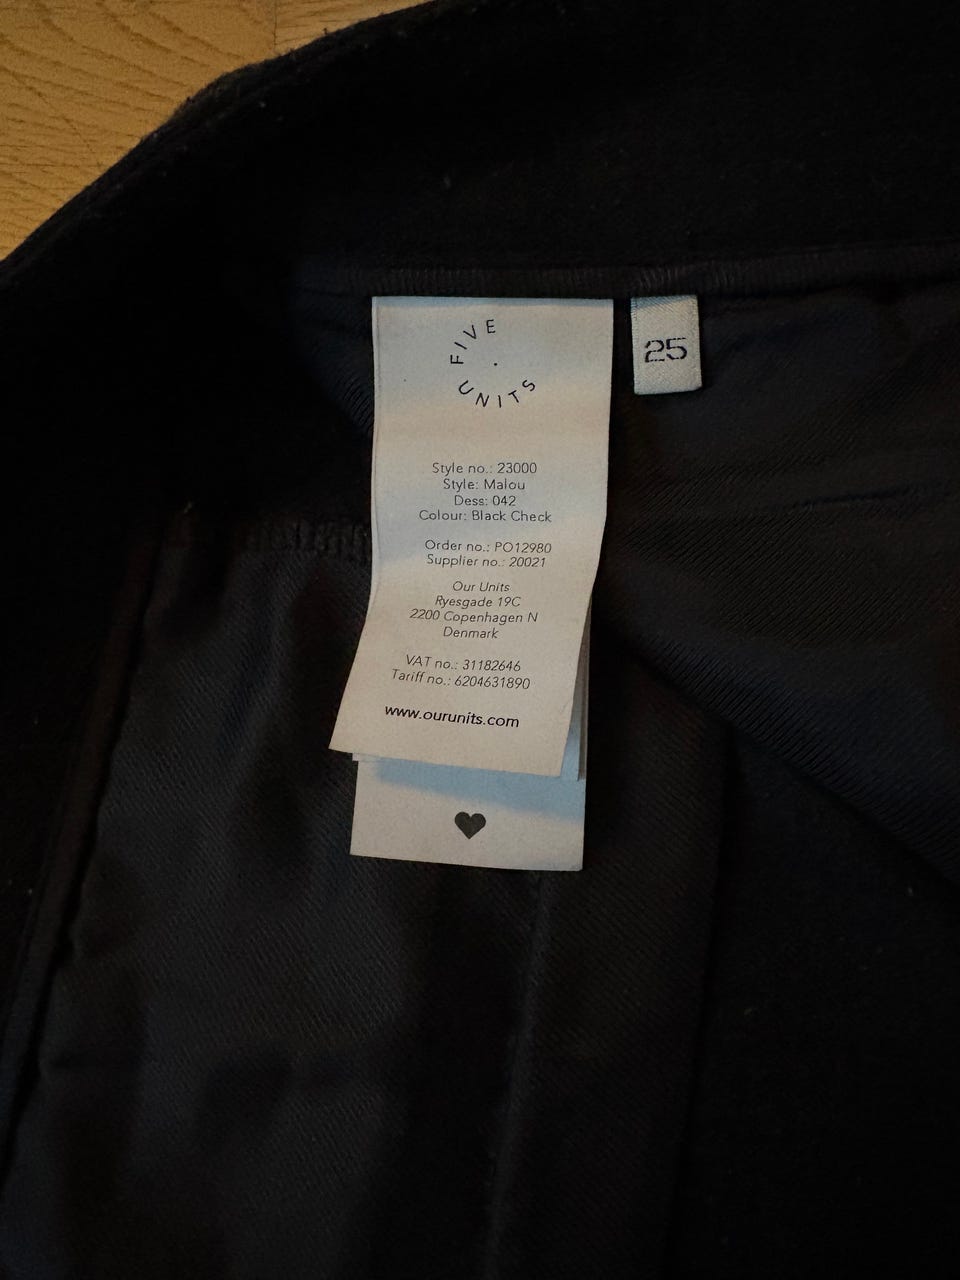 FIVE
UNITS
25
Style no.: 23000
Style: Malou
Dess: 042
Colour: Black Check
Order no.: PO12980
Supplier no.: 20021
Our Units
Ryesgade 19C
2200 Copenhagen N
Denmark
VAT no.: 31182646
Tariff no.: 6204631890
www.ourunits.com